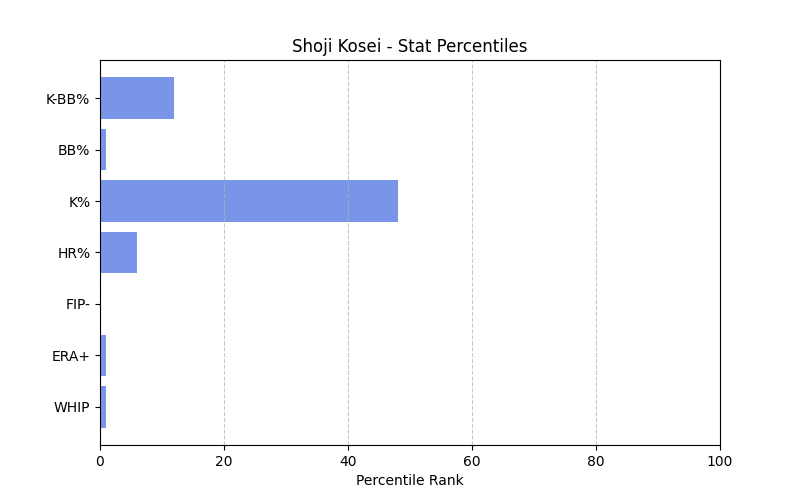 Shoji Kosei - Stat Percentiles
K-BB%
BB%
K%
HR%
FIP-
ERA+
WHIP
0 20 40 60 80 100
Percentile Rank